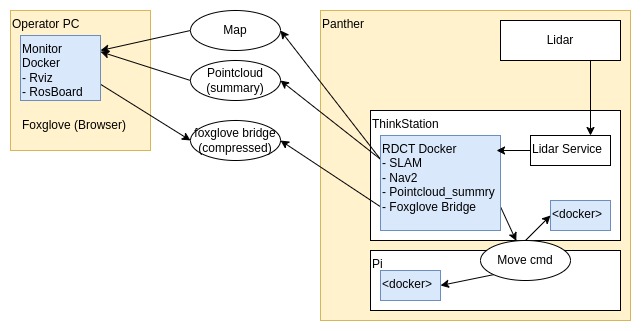 Operator PC
Monitor
Docker
- Rviz
- RosBoard
Foxglove (Browser)
Map
Pointcloud
(summary)
foxglove bridge
(compressed)
Panther
Lidar
ThinkStation
RDCT Docker
- SLAM
- Nav2
- Pointcloud_summry
- Foxglove Bridge
Lidar Service
<docker>
Move cmd
Pi
<docker>